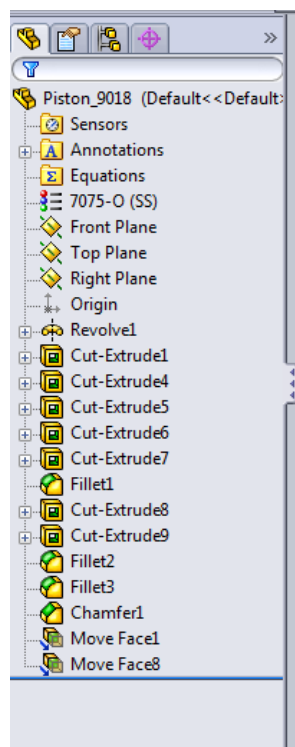 Piston_9018 (Default<<Default>
Sensors
Annotations
Equations
7075-O (SS)
Front Plane
Top Plane
Right Plane
Origin
Revolve1
Cut-Extrude1
Cut-Extrude4
Cut-Extrude5
Cut-Extrude6
Cut-Extrude7
Fillet1
Cut-Extrude8
Cut-Extrude9
Fillet2
Fillet3
Chamfer1
Move Face1
Move Face8